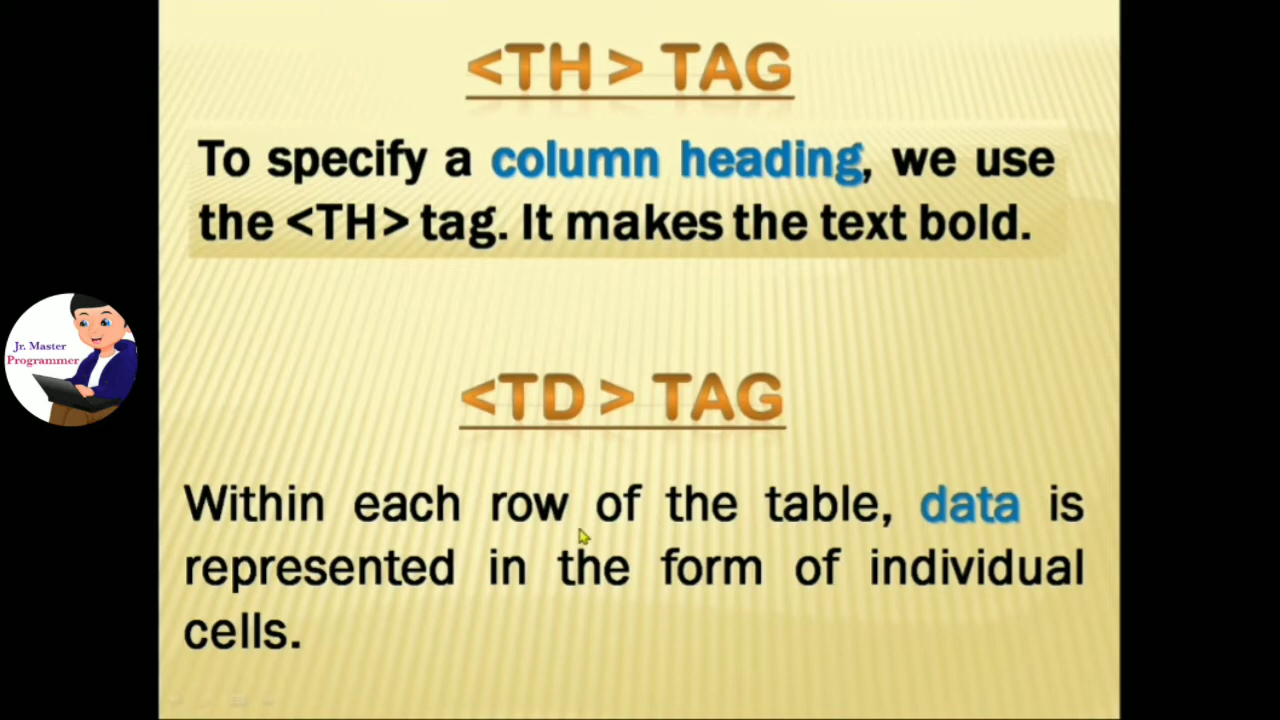 <TH > TAG
To specify a column heading, we use
the <TH> tag. It makes the text bold.
Jr. Master
Programmer
<TD > TAG
Within each row of the table, data is
represented in the form of individual
cells.